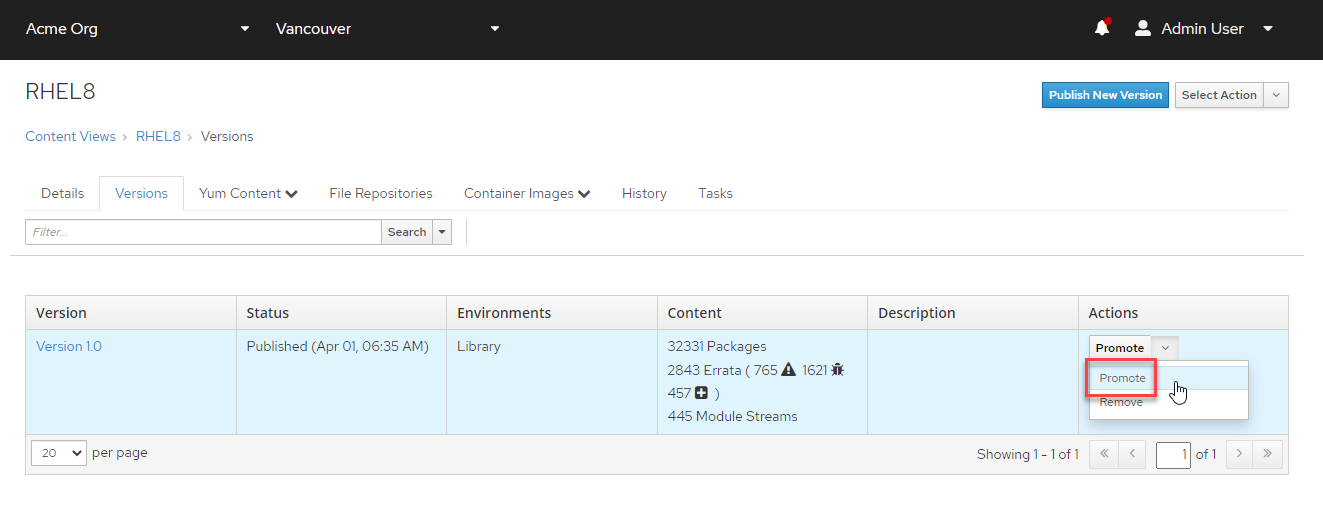 Acme Org Vancouver Admin User
RHEL8 Publish New Version Select Action
Content Views › RHEL8 › Versions
Details Versions Yum Content File Repositories Container Images History Tasks
Filter... Search
Version Status Environments Content Description Actions
Version 1.0 Published (Apr 01, 06:35 AM) Library 32331 Packages Promote
2843 Errata ( 765 1621
Promote
457 )
Remove
445 Module Streams
20 per page Showing 1 - 1 of 1 « ‹ 1 of 1 › »